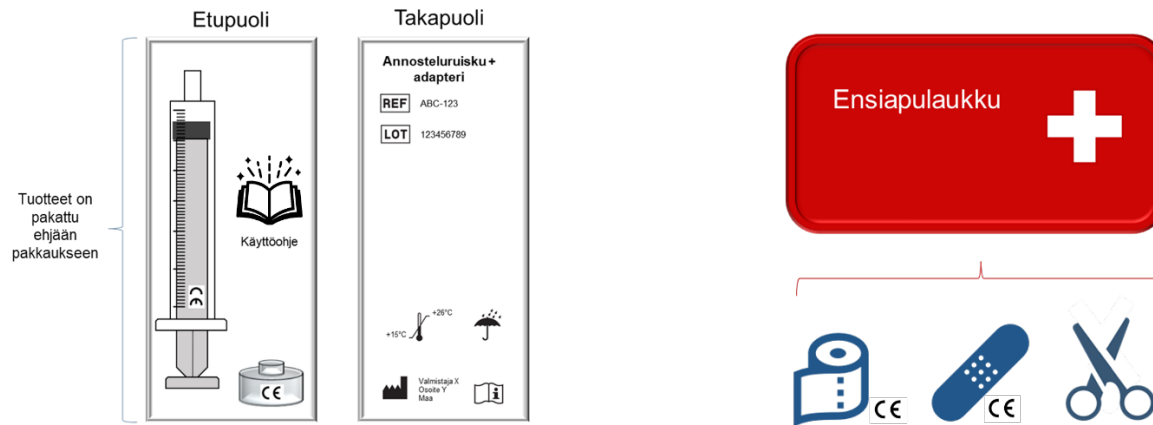 Etupuoli
Takapuoli
Tuotteet on
pakattu
ehjään
pakkaukseen
Käyttöohje
CE
CE
Annosteluruisku +
adapteri
REF ABC-123
LOT 123456789
+26°C
+15°C
Valmistaja X
Osoite Y
Maa
i
Ensiapulaukku
CE
CE